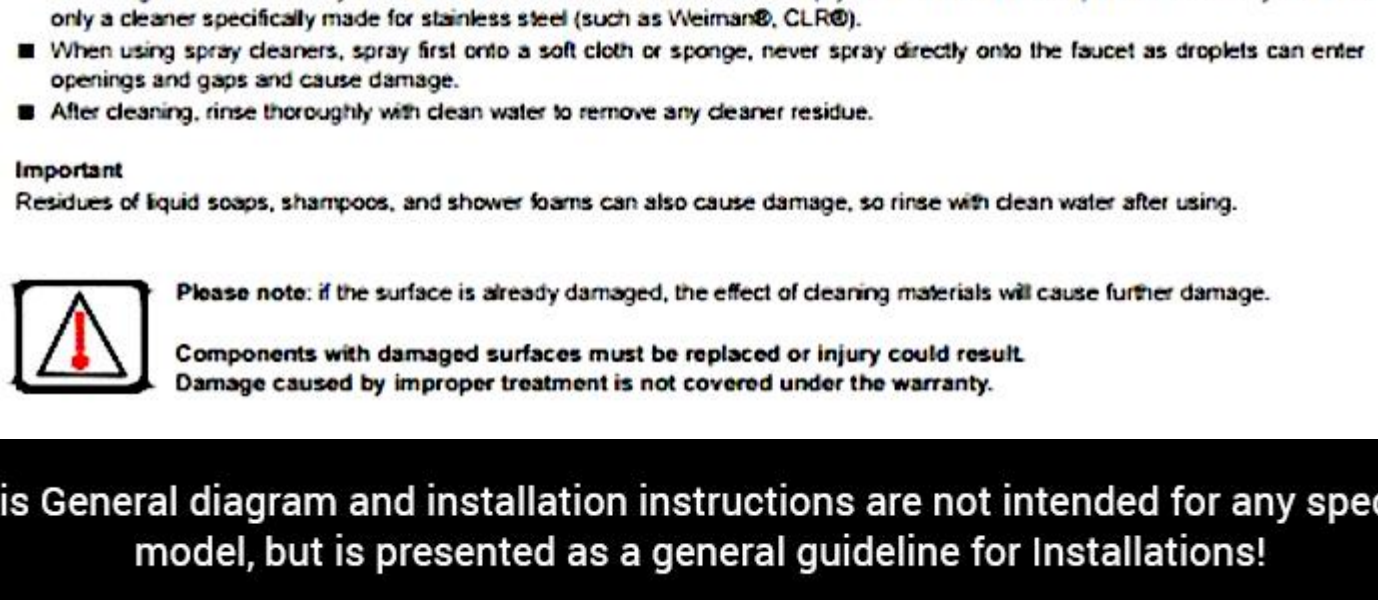 only a cleaner specifically made for stainless steel (such as Weiman®, CLR®).
■ When using spray cleaners, spray first onto a soft cloth or sponge, never spray directly onto the faucet as droplets can enter
openings and gaps and cause damage.
■ After cleaning, rinse thoroughly with clean water to remove any cleaner residue.
Important
Residues of liquid soaps, shampoos, and shower foams can also cause damage, so rinse with clean water after using.
Please note: if the surface is already damaged, the effect of cleaning materials will cause further damage.
Components with damaged surfaces must be replaced or injury could result.
Damage caused by improper treatment is not covered under the warranty.
is General diagram and installation instructions are not intended for any spec
model, but is presented as a general guideline for Installations!